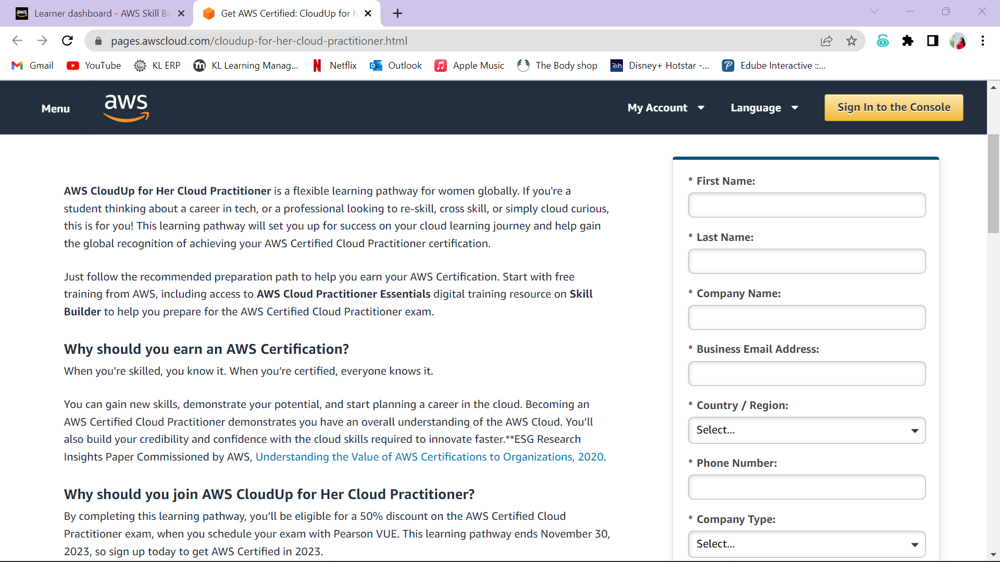 Learner dashboard - AWS Skill Bu
Get AWS Certified: CloudUp for h
pages.awscloud.com/cloudup-for-her-cloud-practitioner.html
Gmail
YouTube
KL ERP
KL Learning Manag...
Netflix
Outlook
Apple Music
The Body shop
Disney+ Hotstar -...
Edube Interactive ::...
Menu
aws
My Account
Language
Sign In to the Console
AWS CloudUp for Her Cloud Practitioner is a flexible learning pathway for women globally. If you're a
student thinking about a career in tech, or a professional looking to re-skill, cross skill, or simply cloud curious,
this is for you! This learning pathway will set you up for success on your cloud learning journey and help gain
the global recognition of achieving your AWS Certified Cloud Practitioner certification.
Just follow the recommended preparation path to help you earn your AWS Certification. Start with free
training from AWS, including access to AWS Cloud Practitioner Essentials digital training resource on Skill
Builder to help you prepare for the AWS Certified Cloud Practitioner exam.
Why should you earn an AWS Certification?
When you’re skilled, you know it. When you’re certified, everyone knows it.
You can gain new skills, demonstrate your potential, and start planning a career in the cloud. Becoming an
AWS Certified Cloud Practitioner demonstrates you have an overall understanding of the AWS Cloud. You’ll
also build your credibility and confidence with the cloud skills required to innovate faster.**ESG Research
Insights Paper Commissioned by AWS, Understanding the Value of AWS Certifications to Organizations, 2020.
Why should you join AWS CloudUp for Her Cloud Practitioner?
By completing this learning pathway, you’ll be eligible for a 50% discount on the AWS Certified Cloud
Practitioner exam, when you schedule your exam with Pearson VUE. This learning pathway ends November 30,
2023, so sign up today to get AWS Certified in 2023.
* First Name:
* Last Name:
* Company Name:
* Business Email Address:
* Country / Region:
Select...
* Phone Number:
* Company Type:
Select...